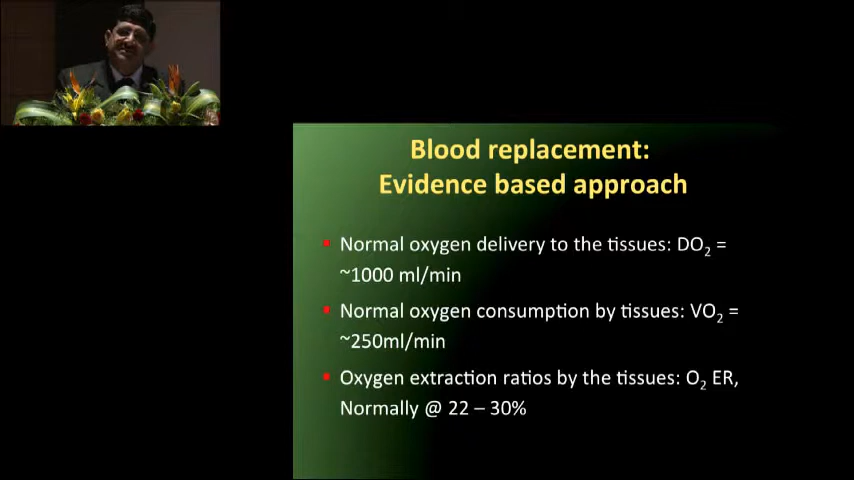 Blood replacement:
Evidence based approach
Normal oxygen delivery to the tissues: DO₂ =
~1000 ml/min
Normal oxygen consumption by tissues: VO₂ =
~250ml/min
Oxygen extraction ratios by the tissues: O₂ ER,
Normally @ 22 – 30%